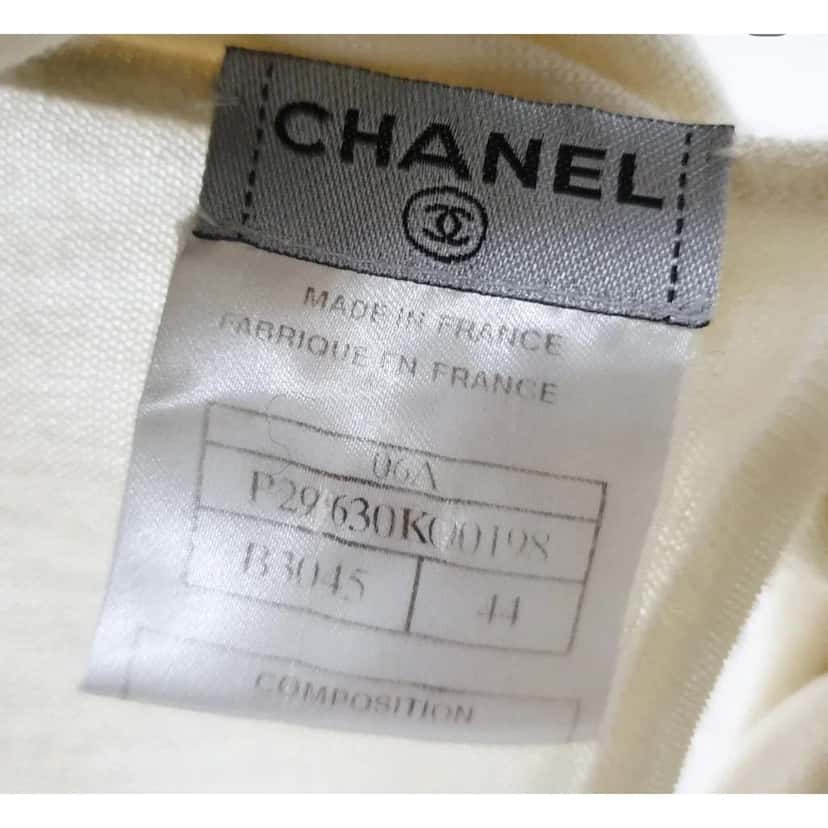 CHANEL
MADE IN FRANCE
FABRIQUE EN FRANCE
06A
P29630K00198
B3045
44
COMPOSITION